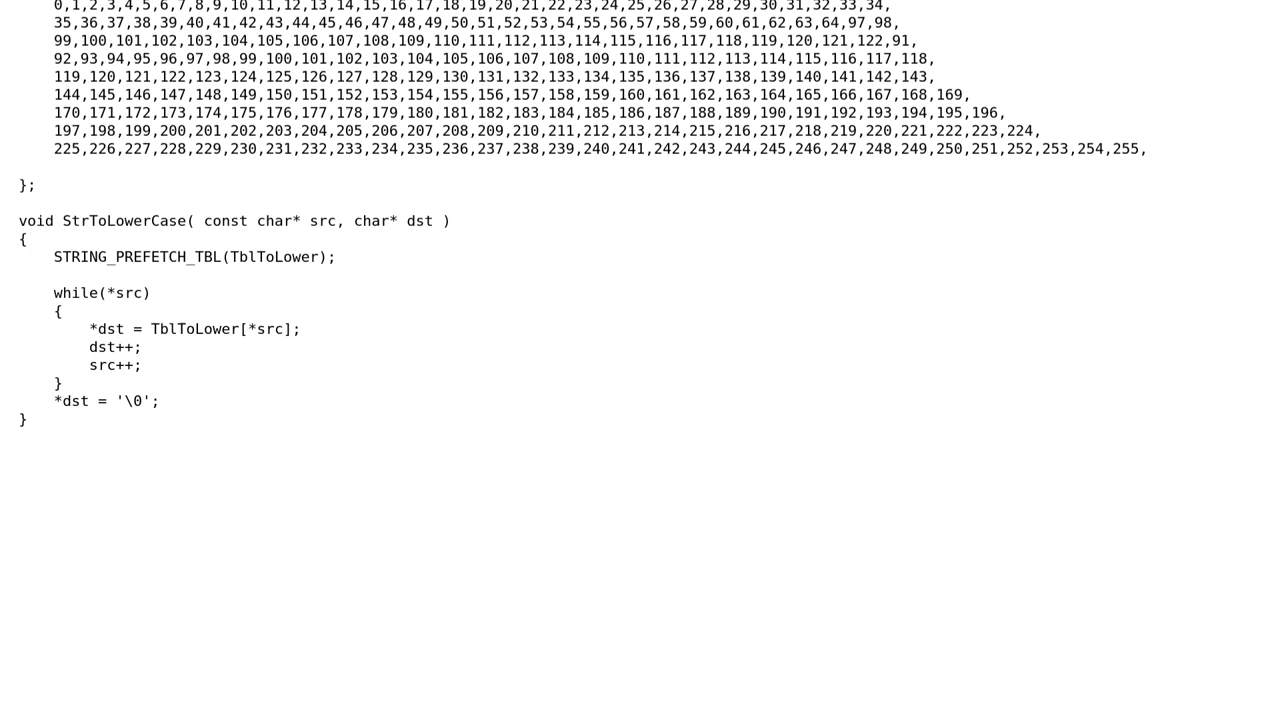 0,1,2,3,4,5,6,7,8,9,10,11,12,13,14,15,16,17,18,19,20,21,22,23,24,25,26,27,28,29,30,31,32,33,34,
35,36,37,38,39,40,41,42,43,44,45,46,47,48,49,50,51,52,53,54,55,56,57,58,59,60,61,62,63,64,97,98,
99,100,101,102,103,104,105,106,107,108,109,110,111,112,113,114,115,116,117,118,119,120,121,122,91,
92,93,94,95,96,97,98,99,100,101,102,103,104,105,106,107,108,109,110,111,112,113,114,115,116,117,118,
119,120,121,122,123,124,125,126,127,128,129,130,131,132,133,134,135,136,137,138,139,140,141,142,143,
144,145,146,147,148,149,150,151,152,153,154,155,156,157,158,159,160,161,162,163,164,165,166,167,168,169,
170,171,172,173,174,175,176,177,178,179,180,181,182,183,184,185,186,187,188,189,190,191,192,193,194,195,196,
197,198,199,200,201,202,203,204,205,206,207,208,209,210,211,212,213,214,215,216,217,218,219,220,221,222,223,224,
225,226,227,228,229,230,231,232,233,234,235,236,237,238,239,240,241,242,243,244,245,246,247,248,249,250,251,252,253,254,255,
};
void StrToLowerCase( const char* src, char* dst )
{
STRING_PREFETCH_TBL(TblToLower);
while(*src)
{
*dst = TblToLower[*src];
dst++;
src++;
}
*dst = '\0';
}